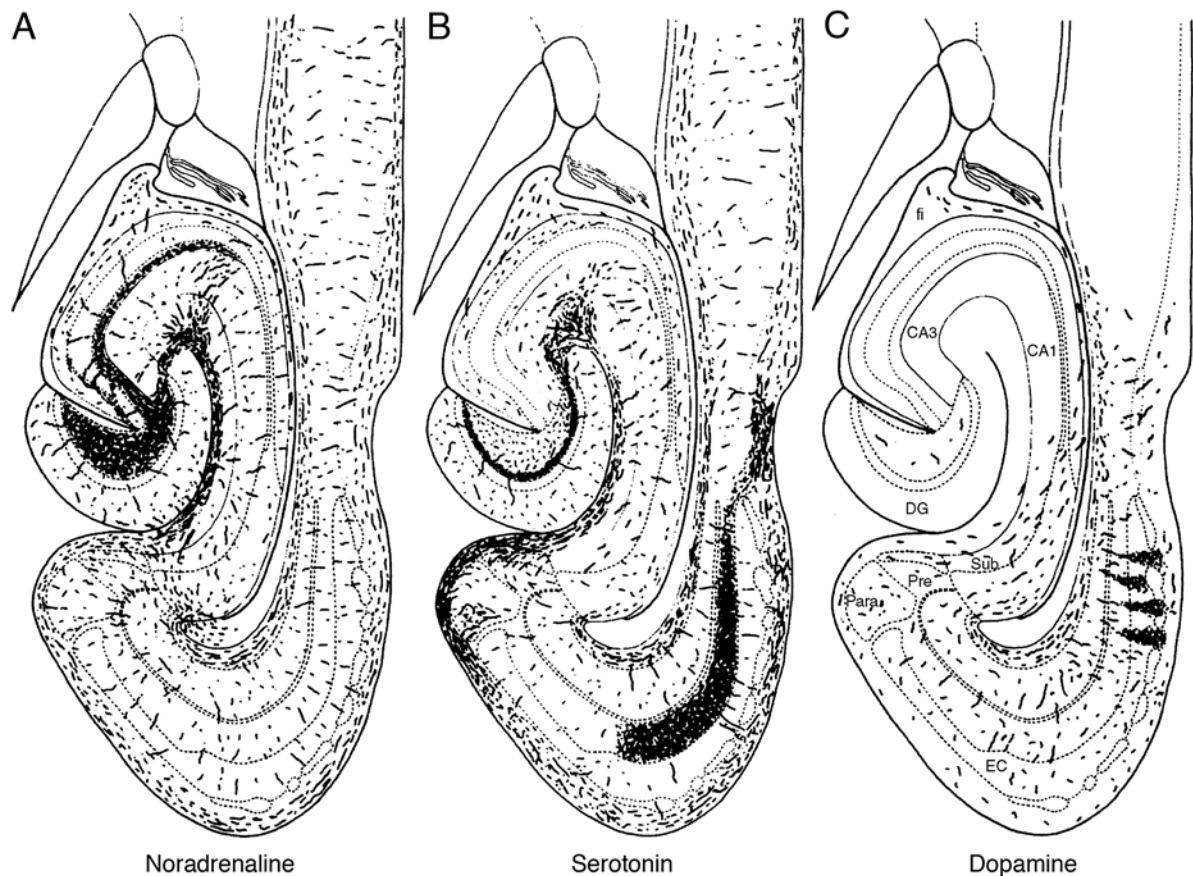 A
B
C
fi
CA3
CA1
DG
Sub
Pre
Para
EC
Noradrenaline
Serotonin
Dopamine